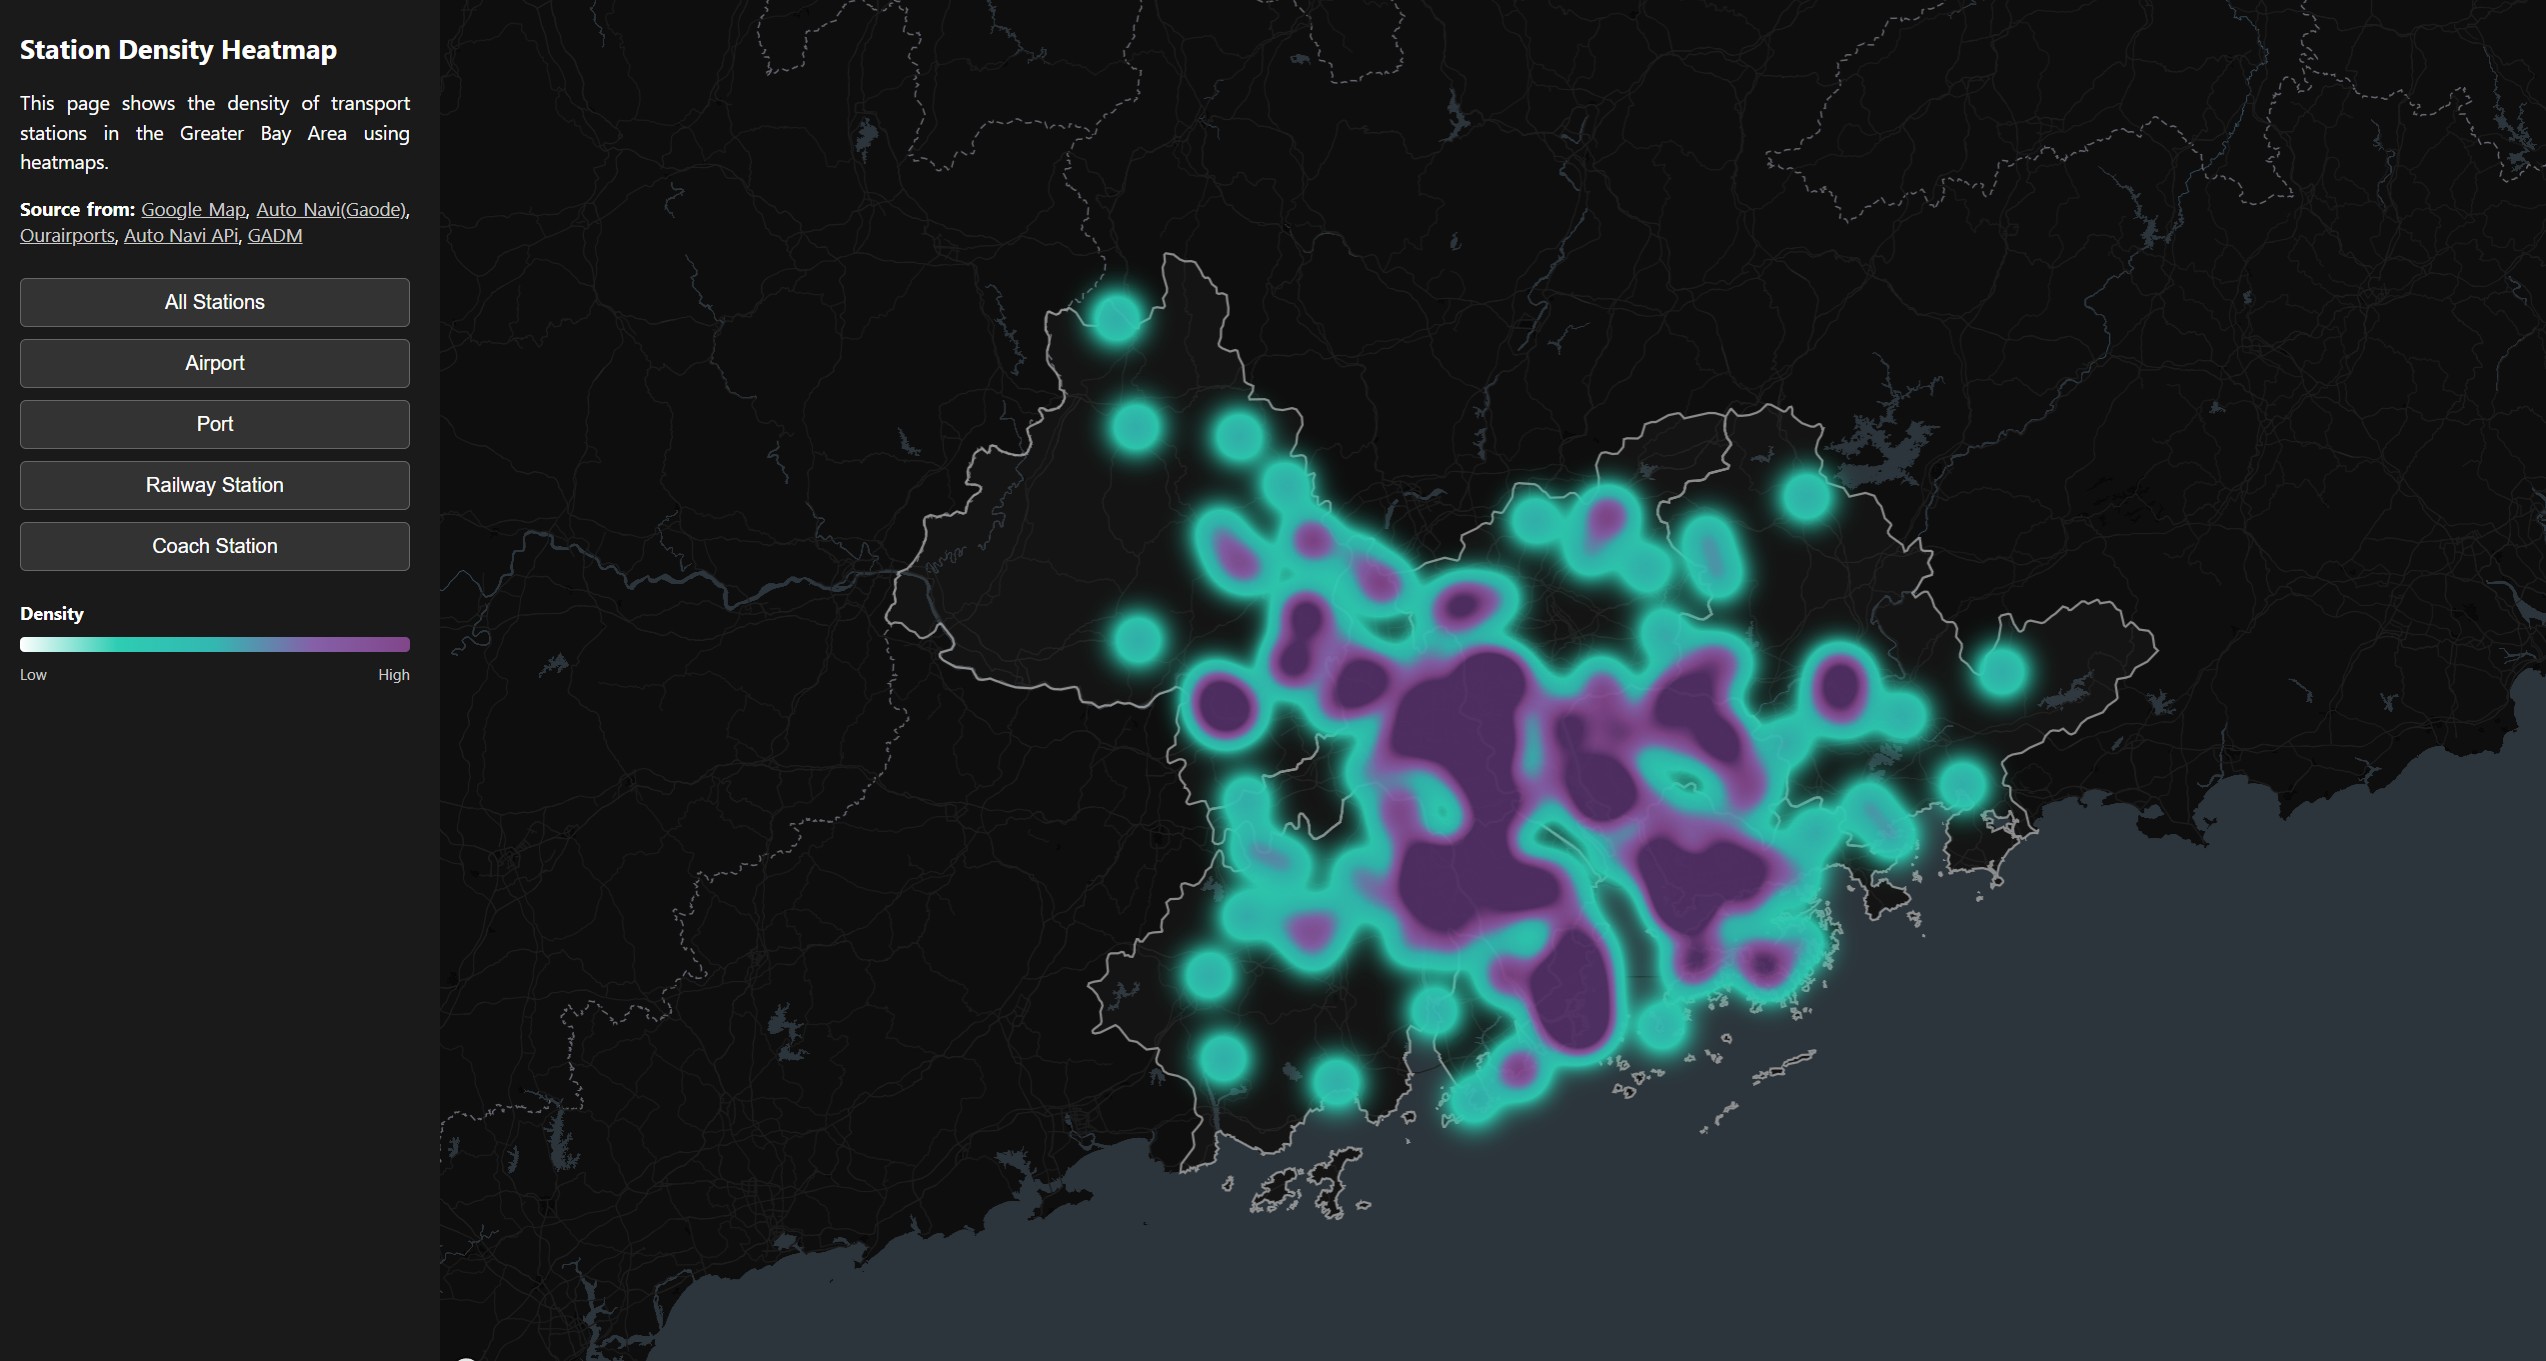 Station Density Heatmap
This page shows the density of transport
stations in the Greater Bay Area using
heatmaps.
Source from: Google Map, Auto Navi(Gaode),
Ourairports, Auto Navi APi, GADM
All Stations
Airport
Port
Railway Station
Coach Station
Density
Low High